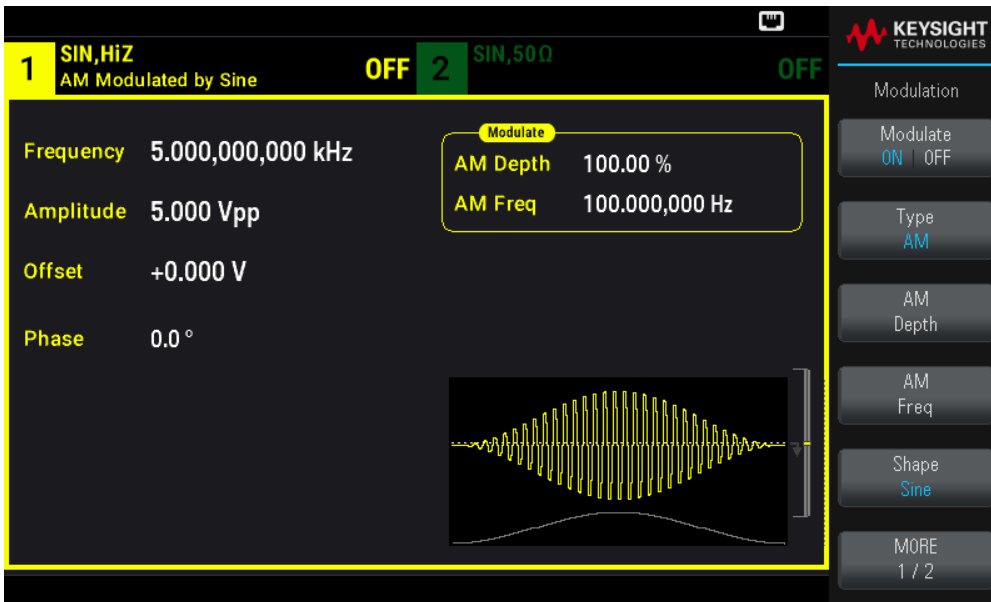 1 SIN,HiZ
AM Modulated by Sine OFF
2 SIN,50Ω OFF
Frequency 5.000,000,000 kHz
Amplitude 5.000 Vpp
Offset +0.000 V
Phase 0.0 °
Modulate
AM Depth 100.00 %
AM Freq 100.000,000 Hz
KEYSIGHT
TECHNOLOGIES
Modulation
Modulate
ON | OFF
Type
AM
AM
Depth
AM
Freq
Shape
Sine
MORE
1 / 2